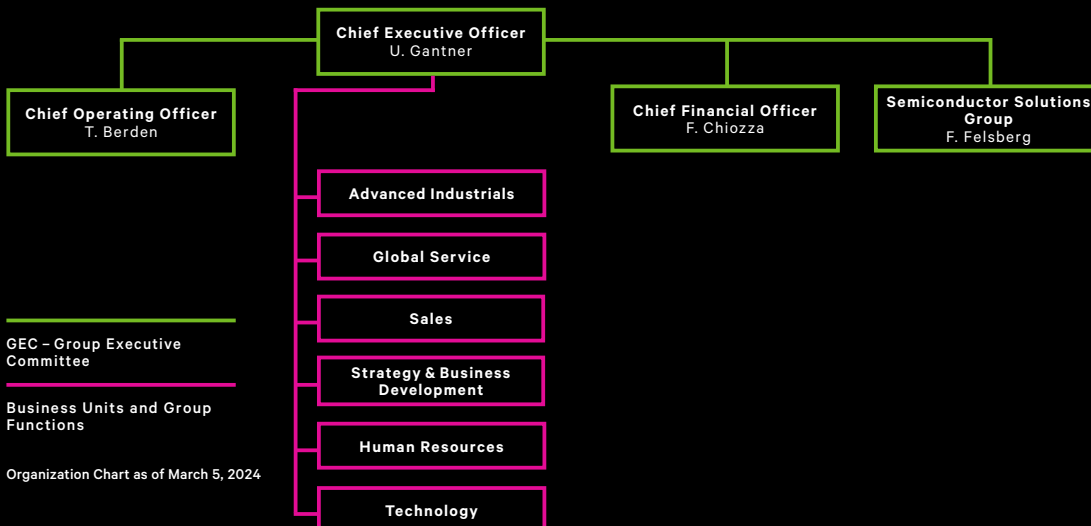 Chief Executive Officer
U. Gantner
Chief Operating Officer
T. Berden
Chief Financial Officer
F. Chiozza
Semiconductor Solutions
Group
F. Felsberg
Advanced Industrials
Global Service
Sales
Strategy & Business
Development
Human Resources
Technology
GEC – Group Executive
Committee
Business Units and Group
Functions
Organization Chart as of March 5, 2024